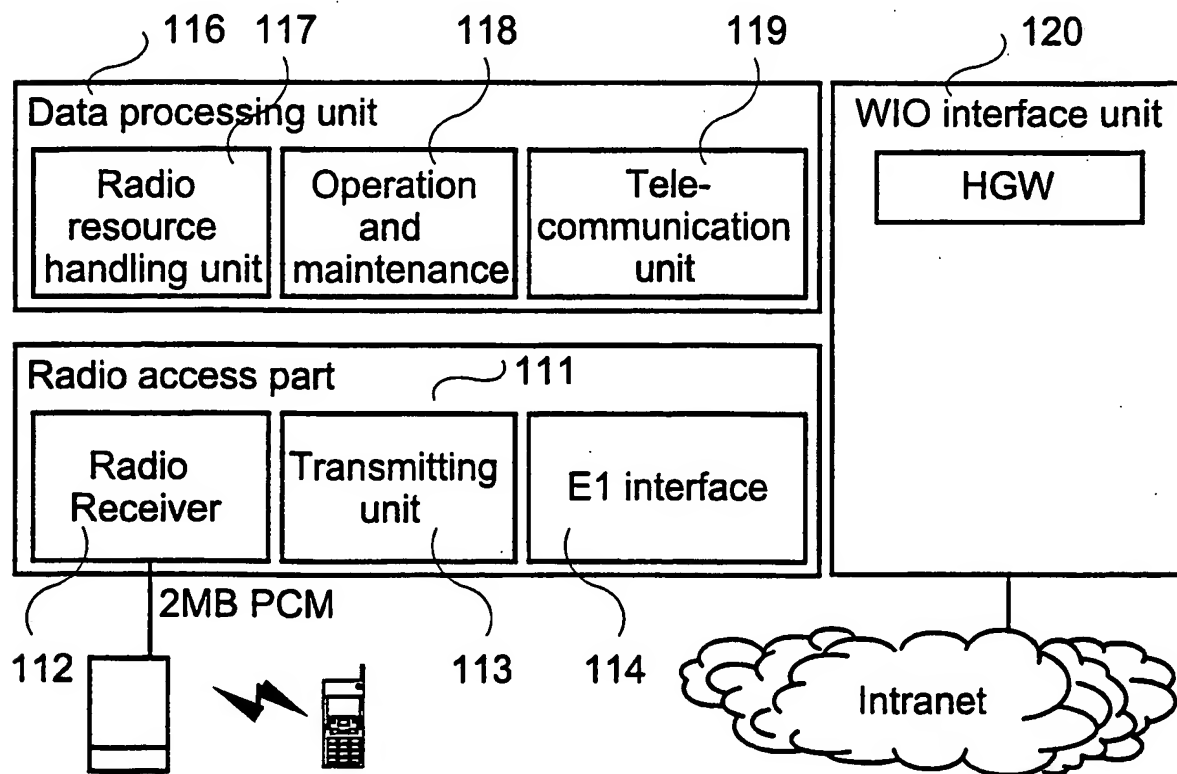 116 117 118 119 120
Data processing unit
WIO interface unit
Radio
resource
handling unit
Operation
and
maintenance
Tele-
communication
unit
HGW
Radio access part
111
Radio
Receiver
Transmitting
unit
E1 interface
2MB PCM
112
113
114
Intranet